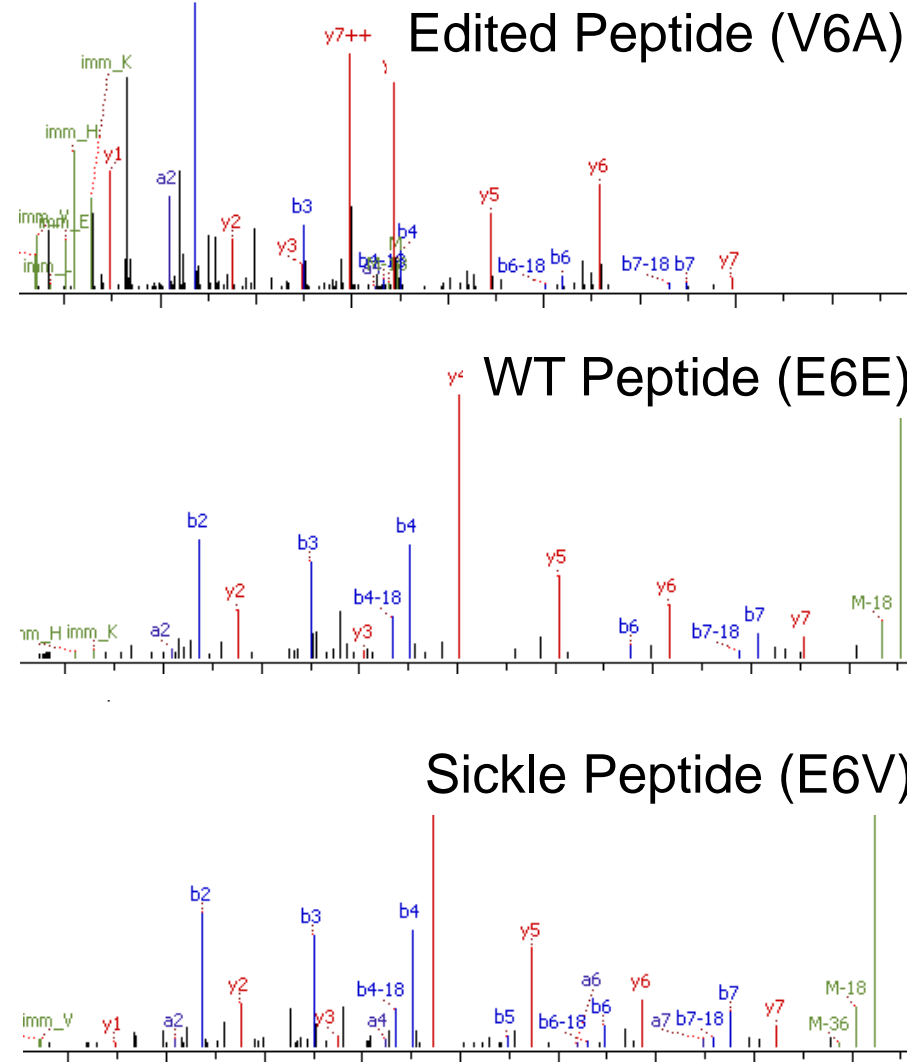 Edited Peptide (V6A)
y7++
imm_K
imm_H
y1
a2
y2
b3
y3
b4
y5
y6
b6-18
b6
b7-18
b7
y7
WT Peptide (E6E)
b2
b3
b4
y2
b4-18
y5
y6
M-18
imm_K
a2
y3
b6
b7-18
b7
y7
Sickle Peptide (E6V)
b2
b3
b4
y5
y2
b4-18
a6
y6
b7
M-18
imm_V
y1
a2
y3
a4
b5
b6-18
b6
a7
b7-18
y7
M-36